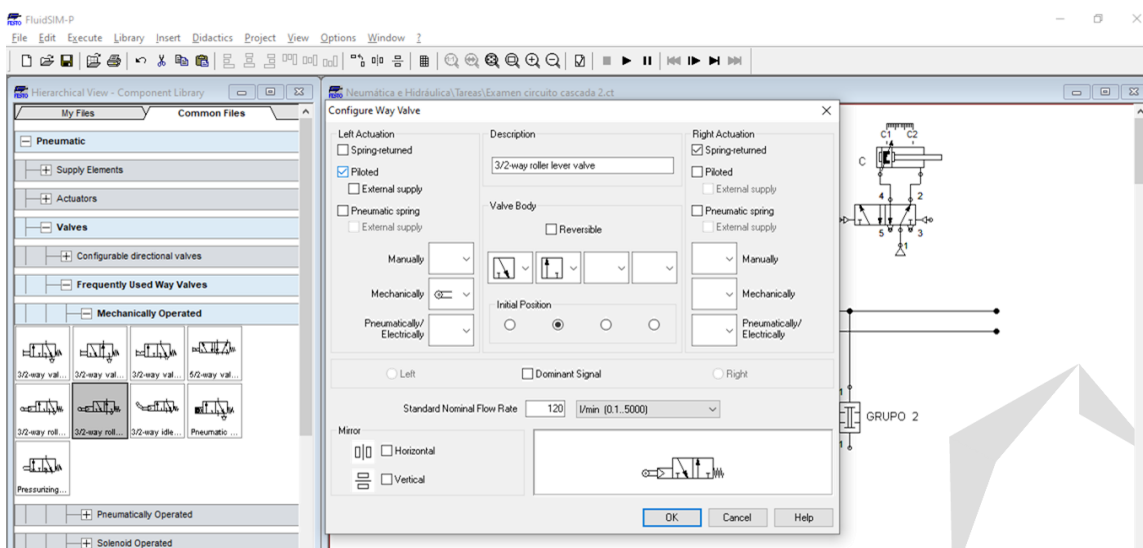 FluidSIM-P
File Edit Execute Library Insert Didactics Project View Options Window ?
Hierarchical View - Component Library
My Files Common Files
Pneumatic
Supply Elements
Actuators
Valves
Configurable directional valves
Frequently Used Way Valves
Mechanically Operated
3/2-way val... 3/2-way val... 3/2-way val... 5/2-way val...
3/2-way roll... 3/2-way roll... 3/2-way idle... Pneumatic ...
Pressurizing...
Pneumatically Operated
Solenoid Operated
Neumática e Hidráulica\Tareas\Examen circuito cascada 2.ct
Configure Way Valve
Left Actuation
Spring-returned
Piloted
External supply
Pneumatic spring
External supply
Manually
Mechanically
Pneumatically/
Electrically
Description
3/2-way roller lever valve
Valve Body
Reversible
Initial Position
Right Actuation
Spring-returned
Piloted
External supply
Pneumatic spring
External supply
Manually
Mechanically
Pneumatically/
Electrically
Left Dominant Signal Right
Standard Nominal Flow Rate 120 l/min (0.1..5000)
Mirror
Horizontal
Vertical
OK Cancel Help
C1 C2
C
4 2
5 3
1
1
GRUPO 2
1